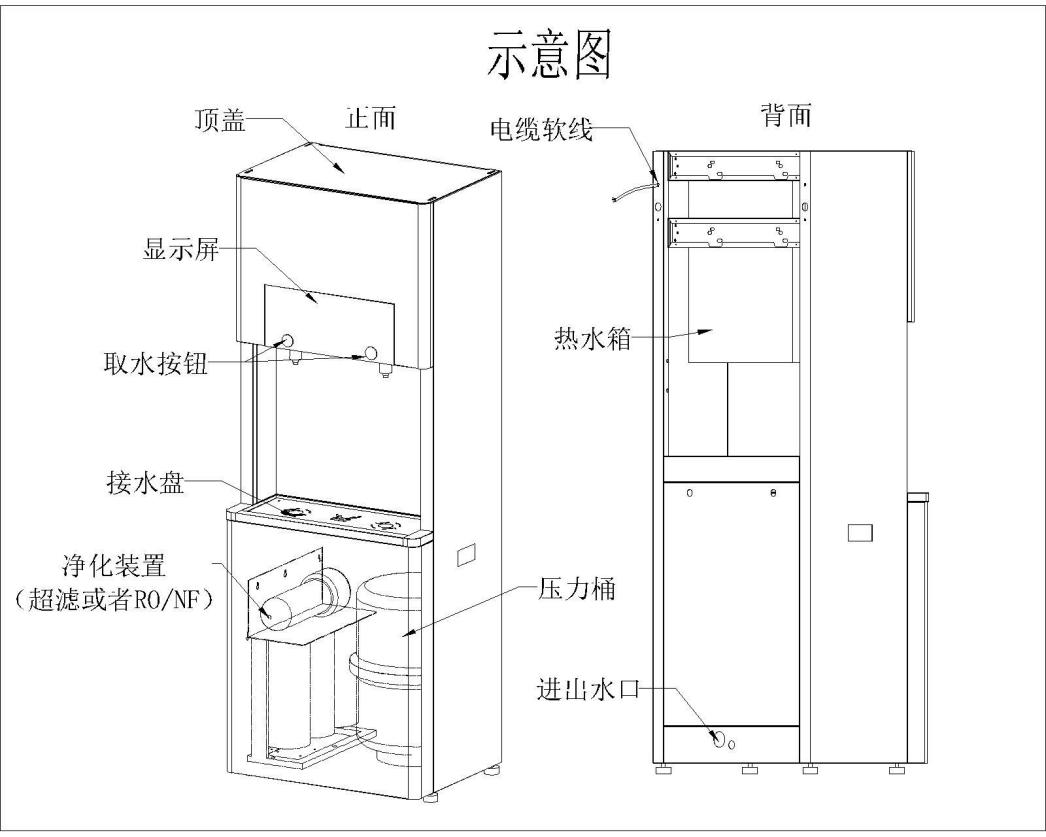 示意图
正面
背面
顶盖
电缆软线
显示屏
热水箱
取水按钮
接水盘
净化装置
（超滤或者RO/NF）
压力桶
进出水口